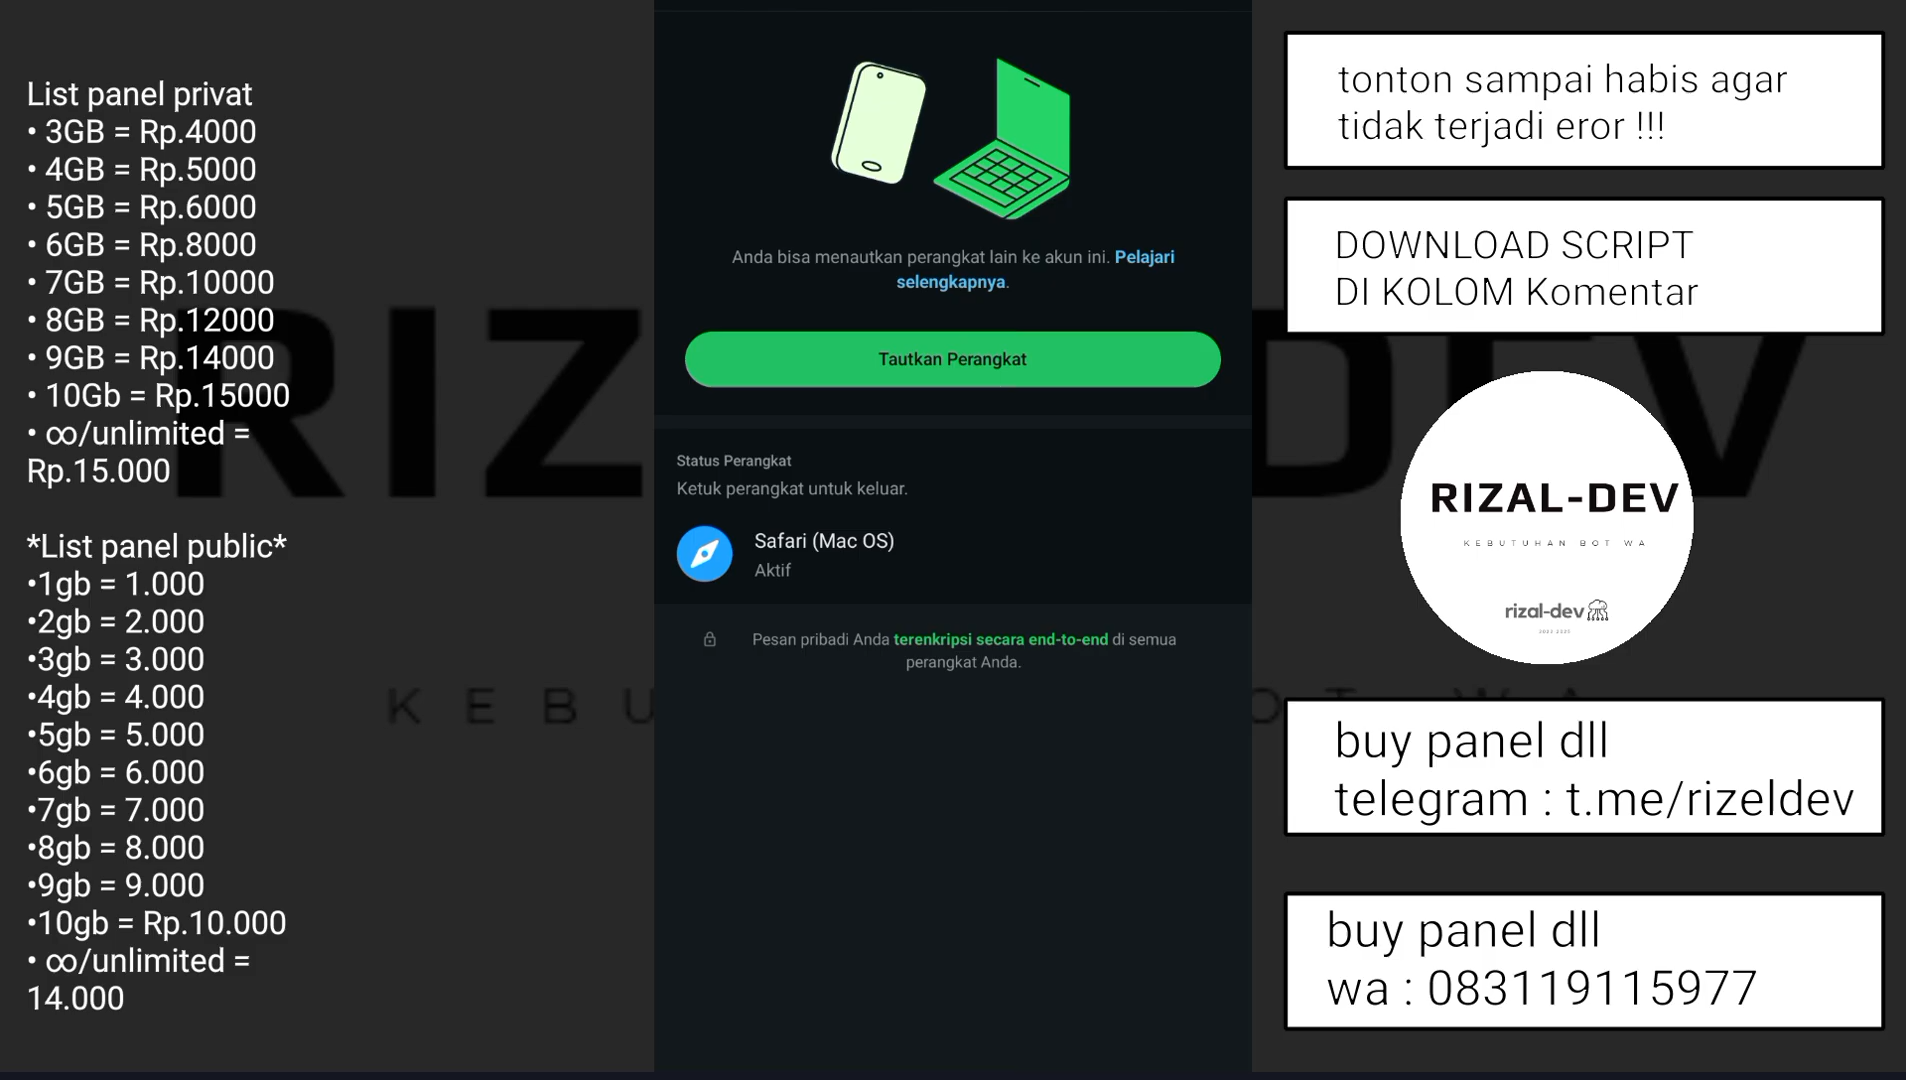 List panel privat
• 3GB = Rp.4000
• 4GB = Rp.5000
• 5GB = Rp.6000
• 6GB = Rp.8000
• 7GB = Rp.10000
• 8GB = Rp.12000
• 9GB = Rp.14000
• 10Gb = Rp.15000
• ∞/unlimited =
Rp.15.000
*List panel public*
•1gb = 1.000
•2gb = 2.000
•3gb = 3.000
•4gb = 4.000
•5gb = 5.000
•6gb = 6.000
•7gb = 7.000
•8gb = 8.000
•9gb = 9.000
•10gb = Rp.10.000
• ∞/unlimited =
14.000
Anda bisa menautkan perangkat lain ke akun ini. Pelajari
selengkapnya.
Tautkan Perangkat
Status Perangkat
Ketuk perangkat untuk keluar.
Safari (Mac OS)
Aktif
Pesan pribadi Anda terenkripsi secara end-to-end di semua
perangkat Anda.
tonton sampai habis agar
tidak terjadi eror !!!
DOWNLOAD SCRIPT
DI KOLOM Komentar
RIZAL-DEV
KEBUTUHAN BOT WA
rizal-dev
buy panel dll
telegram : t.me/rizeldev
buy panel dll
wa : 083119115977
RIZ DEV
KEBU OT WA